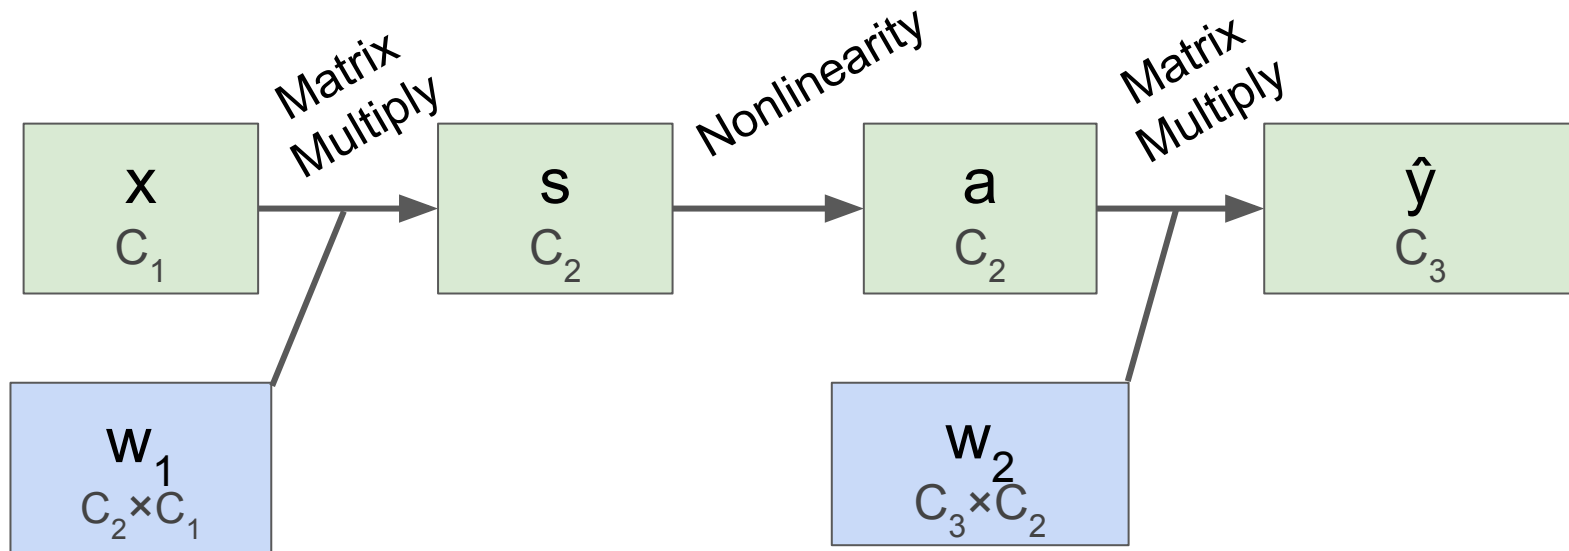 Matrix
Multiply
Nonlinearity
Matrix
Multiply
x
C₁
s
C₂
a
C₂
ŷ
C₃
w₁
C₂×C₁
w₂
C₃×C₂